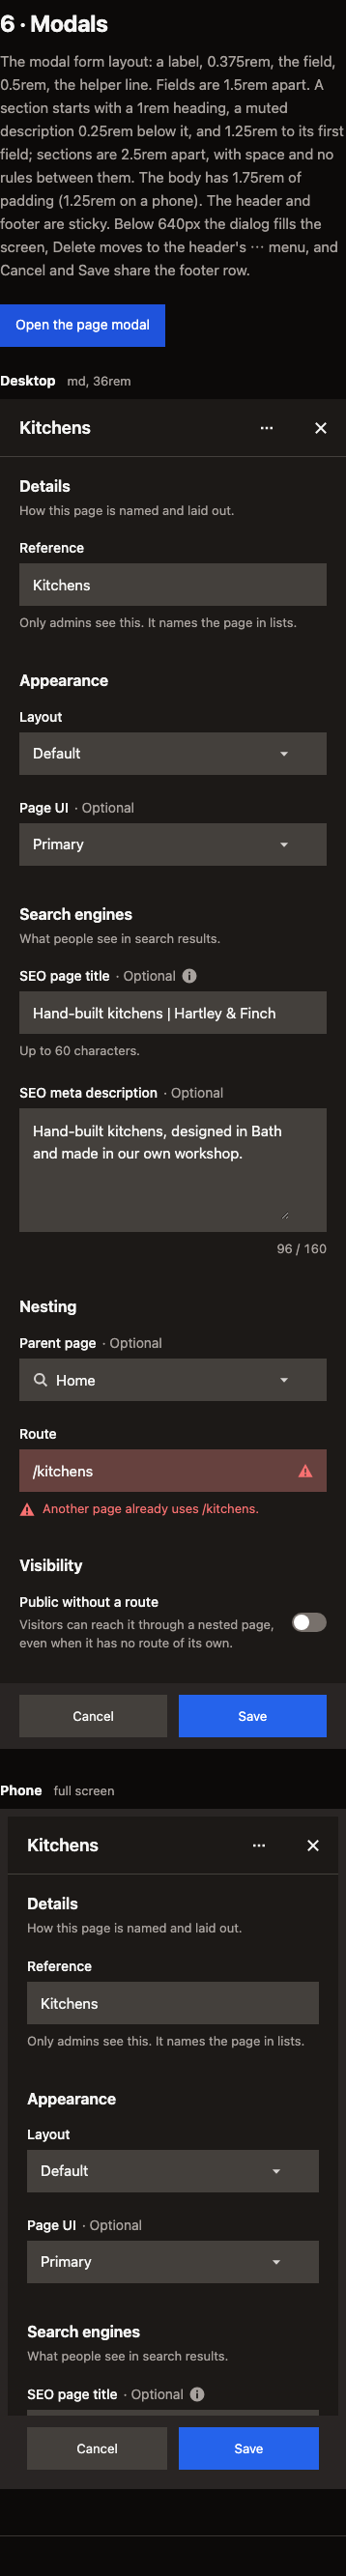 6 · Modals
The modal form layout: a label, 0.375rem, the field,
0.5rem, the helper line. Fields are 1.5rem apart. A
section starts with a 1rem heading, a muted
description 0.25rem below it, and 1.25rem to its first
field; sections are 2.5rem apart, with space and no
rules between them. The body has 1.75rem of
padding (1.25rem on a phone). The header and
footer are sticky. Below 640px the dialog fills the
screen, Delete moves to the header's ··· menu, and
Cancel and Save share the footer row.
Open the page modal
Desktop md, 36rem
Kitchens
Details
How this page is named and laid out.
Reference
Kitchens
Only admins see this. It names the page in lists.
Appearance
Layout
Default
Page UI · Optional
Primary
Search engines
What people see in search results.
SEO page title · Optional
Hand-built kitchens | Hartley & Finch
Up to 60 characters.
SEO meta description · Optional
Hand-built kitchens, designed in Bath
and made in our own workshop.
96 / 160
Nesting
Parent page · Optional
Home
Route
/kitchens
Another page already uses /kitchens.
Visibility
Public without a route
Visitors can reach it through a nested page,
even when it has no route of its own.
Cancel Save
Phone full screen
Kitchens
Details
How this page is named and laid out.
Reference
Kitchens
Only admins see this. It names the page in lists.
Appearance
Layout
Default
Page UI · Optional
Primary
Search engines
What people see in search results.
SEO page title · Optional
Cancel Save